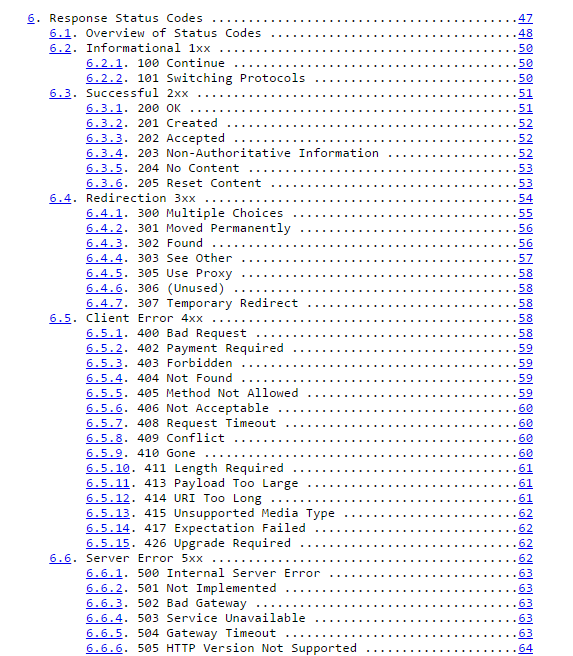 6. Response Status Codes ..........................................47
6.1. Overview of Status Codes ...................................48
6.2. Informational 1xx .........................................50
6.2.1. 100 Continue ........................................50
6.2.2. 101 Switching Protocols ............................50
6.3. Successful 2xx ............................................51
6.3.1. 200 OK .............................................51
6.3.2. 201 Created ........................................52
6.3.3. 202 Accepted .......................................52
6.3.4. 203 Non-Authoritative Information ..................52
6.3.5. 204 No Content .....................................53
6.3.6. 205 Reset Content ..................................53
6.4. Redirection 3xx ...........................................54
6.4.1. 300 Multiple Choices ...............................55
6.4.2. 301 Moved Permanently ..............................56
6.4.3. 302 Found ..........................................56
6.4.4. 303 See Other ......................................57
6.4.5. 305 Use Proxy ......................................58
6.4.6. 306 (Unused) .......................................58
6.4.7. 307 Temporary Redirect .............................58
6.5. Client Error 4xx ..........................................58
6.5.1. 400 Bad Request ....................................58
6.5.2. 402 Payment Required ...............................59
6.5.3. 403 Forbidden ......................................59
6.5.4. 404 Not Found ......................................59
6.5.5. 405 Method Not Allowed .............................59
6.5.6. 406 Not Acceptable .................................60
6.5.7. 408 Request Timeout ................................60
6.5.8. 409 Conflict .......................................60
6.5.9. 410 Gone ...........................................60
6.5.10. 411 Length Required ...............................61
6.5.11. 413 Payload Too Large .............................61
6.5.12. 414 URI Too Long ..................................61
6.5.13. 415 Unsupported Media Type ........................62
6.5.14. 417 Expectation Failed ............................62
6.5.15. 426 Upgrade Required ..............................62
6.6. Server Error 5xx ..........................................62
6.6.1. 500 Internal Server Error ..........................63
6.6.2. 501 Not Implemented ................................63
6.6.3. 502 Bad Gateway ....................................63
6.6.4. 503 Service Unavailable ............................63
6.6.5. 504 Gateway Timeout ................................63
6.6.6. 505 HTTP Version Not Supported .....................64